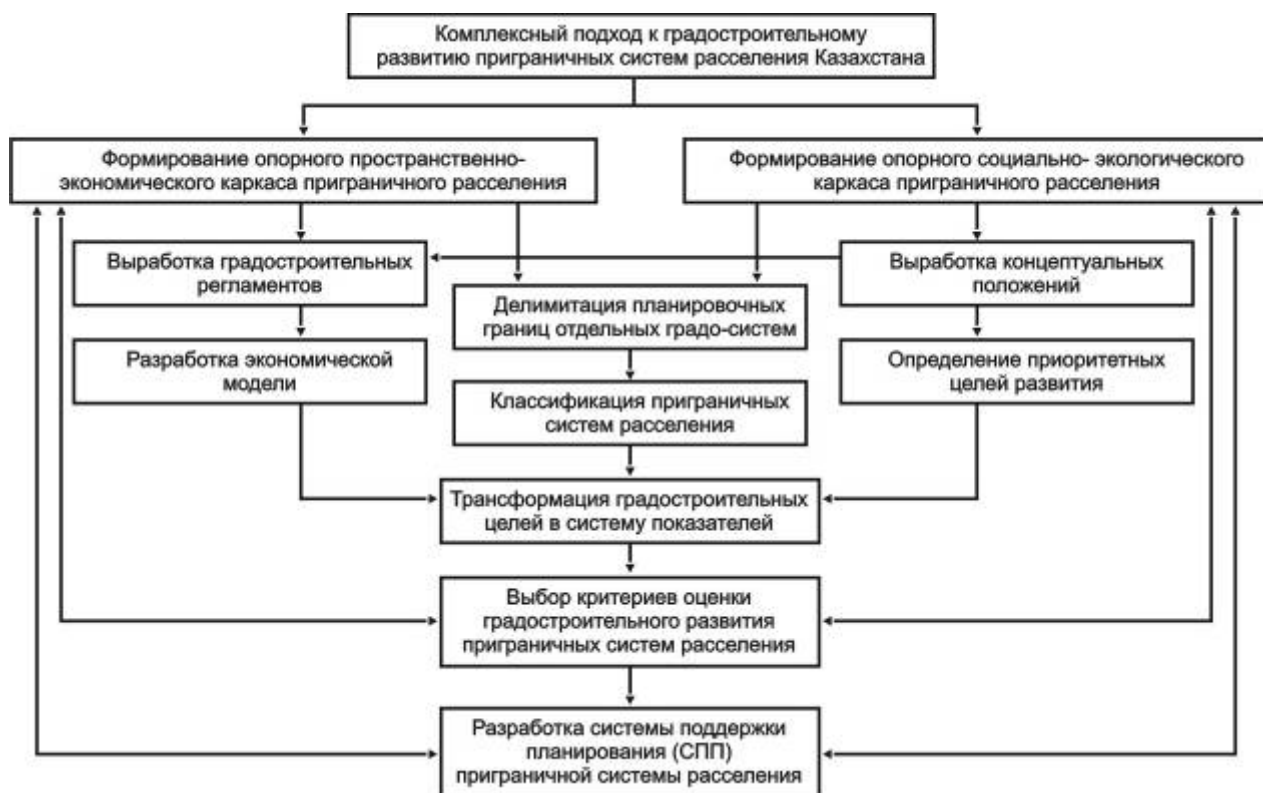 Комплексный подход к градостроительному
развитию приграничных систем расселения Казахстана
Формирование опорного пространственно-
экономического каркаса приграничного расселения
Формирование опорного социально- экологического
каркаса приграничного расселения
Выработка градостроительных
регламентов
Выработка концептуальных
положений
Делимитация планировочных
границ отдельных градо-систем
Разработка экономической
модели
Определение приоритетных
целей развития
Классификация приграничных
систем расселения
Трансформация градостроительных
целей в систему показателей
Выбор критериев оценки
градостроительного развития
приграничных систем расселения
Разработка системы поддержки
планирования (СПП)
приграничной системы расселения